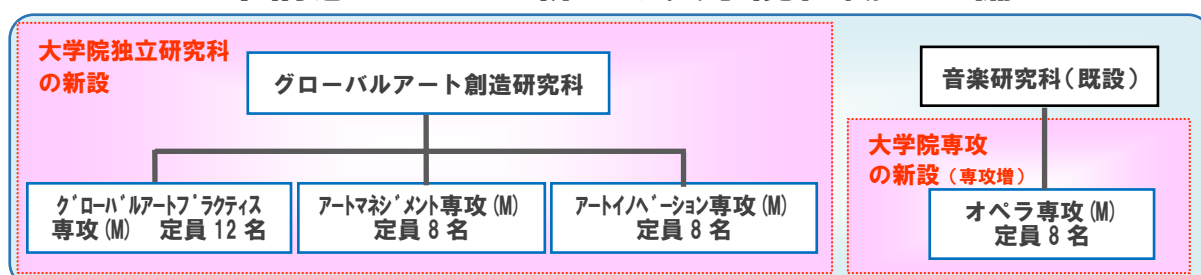 大学院独立研究科
の新設
グローバルアート創造研究科
グローバルアートプラクティス
専攻(M) 定員12名
アートマネジメント専攻(M)
定員8名
アートイノベーション専攻(M)
定員8名
音楽研究科(既設)
大学院専攻
の新設(専攻増)
オペラ専攻(M)
定員8名